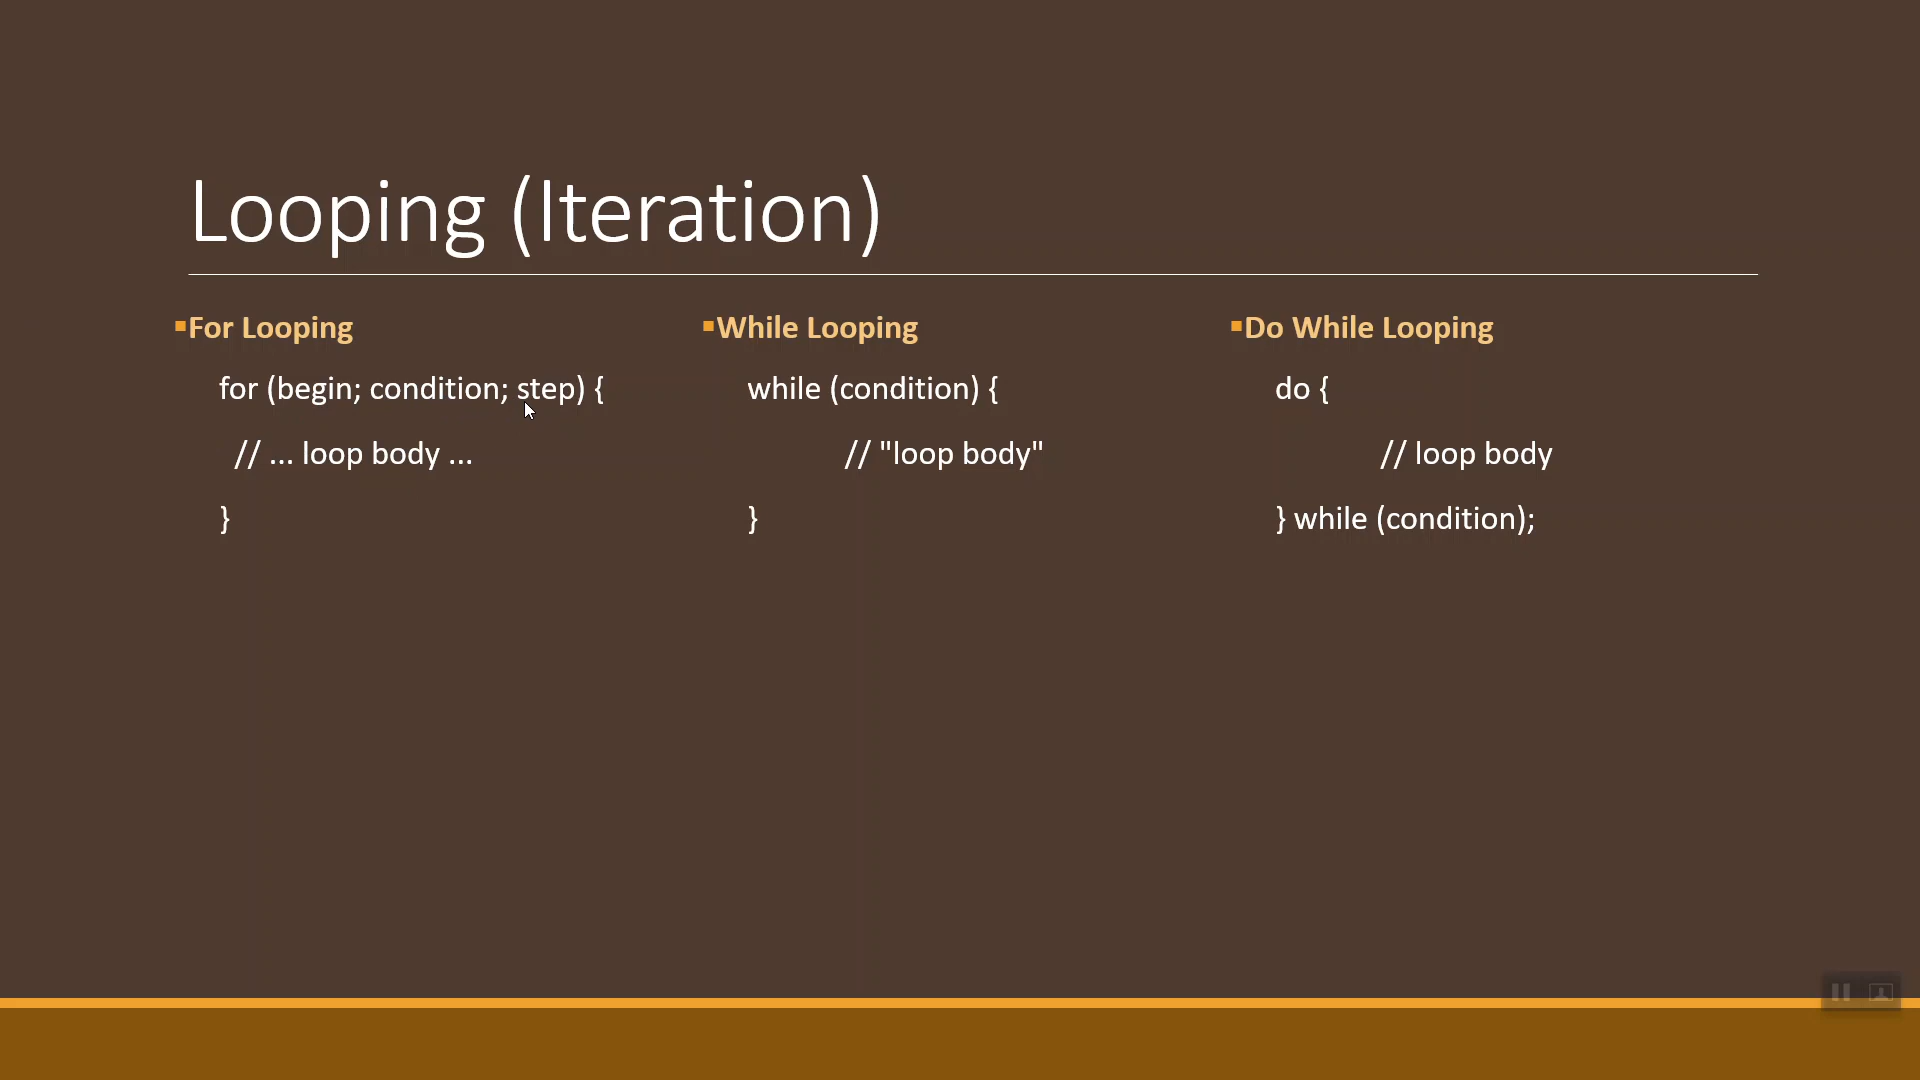 Looping (Iteration)
For Looping
for (begin; condition; step) {
// ... loop body ...
}
While Looping
while (condition) {
// "loop body"
}
Do While Looping
do {
// loop body
} while (condition);